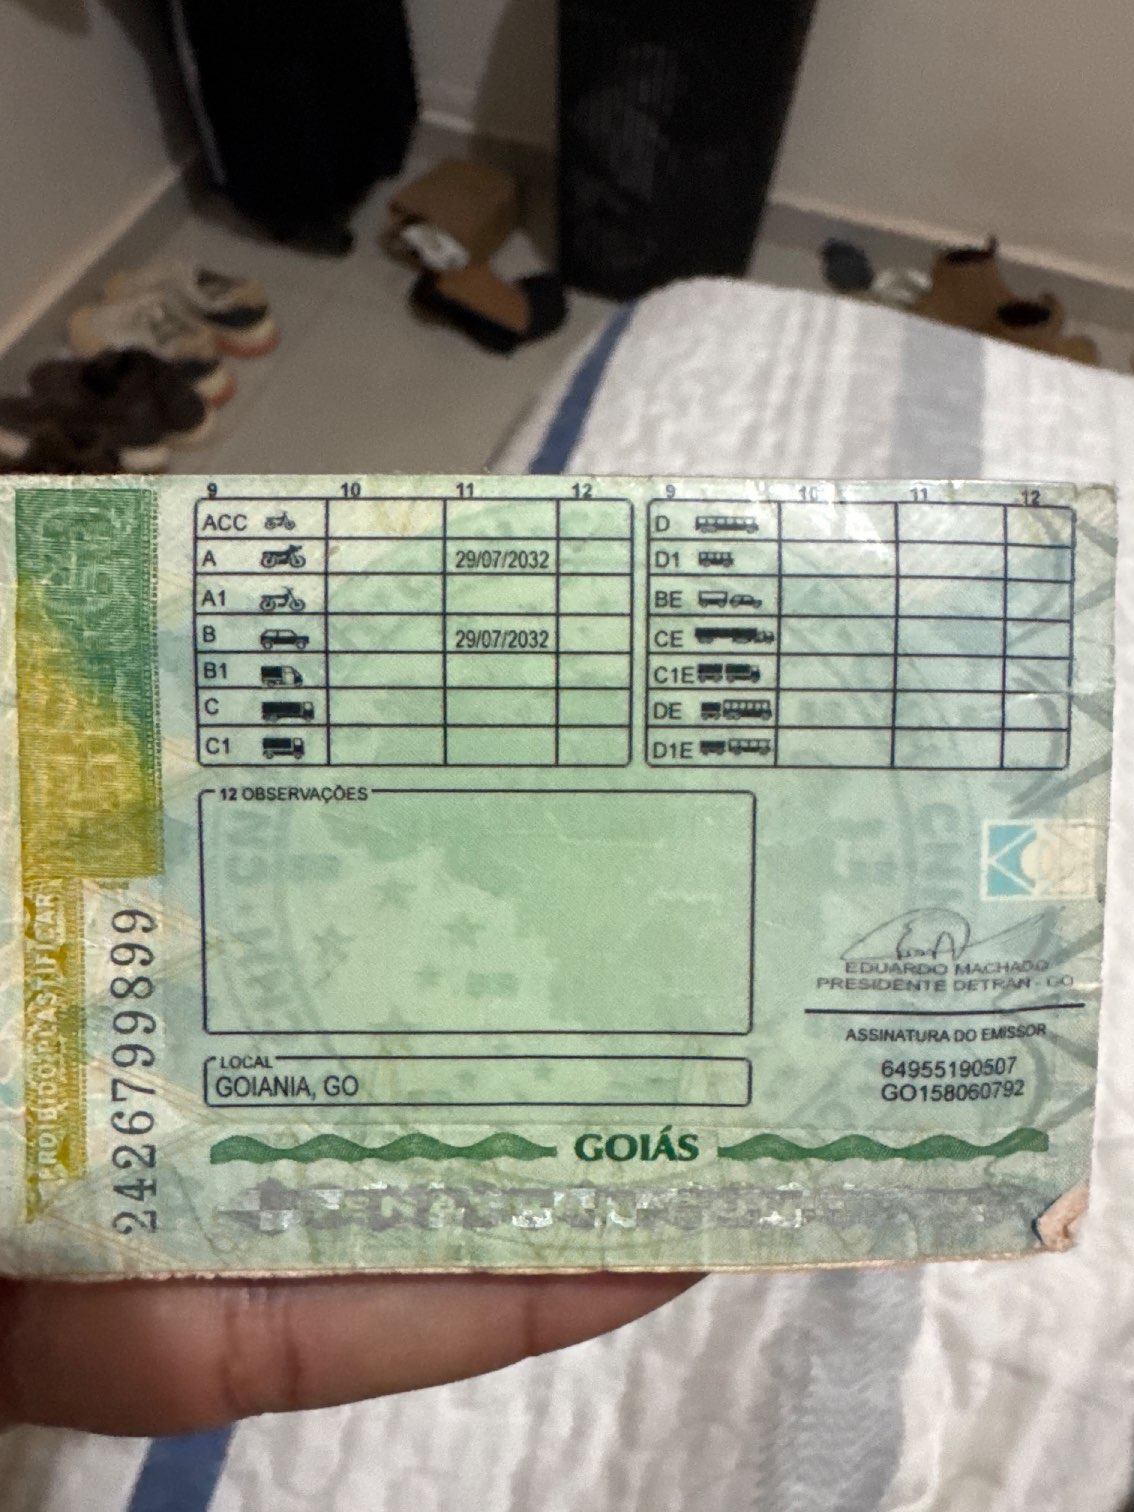 9 10 11 12
ACC
A 29/07/2032
A1
B 29/07/2032
B1
C
C1
9 10 11 12
D
D1
BE
CE
C1E
DE
D1E
12 OBSERVAÇÕES
EDUARDO MACHADO
PRESIDENTE DETRAN - GO
ASSINATURA DO EMISSOR
64955190507
GO158060792
LOCAL
GOIANIA, GO
GOIÁS
PROIBIDO PLASTIFICAR
2426799899